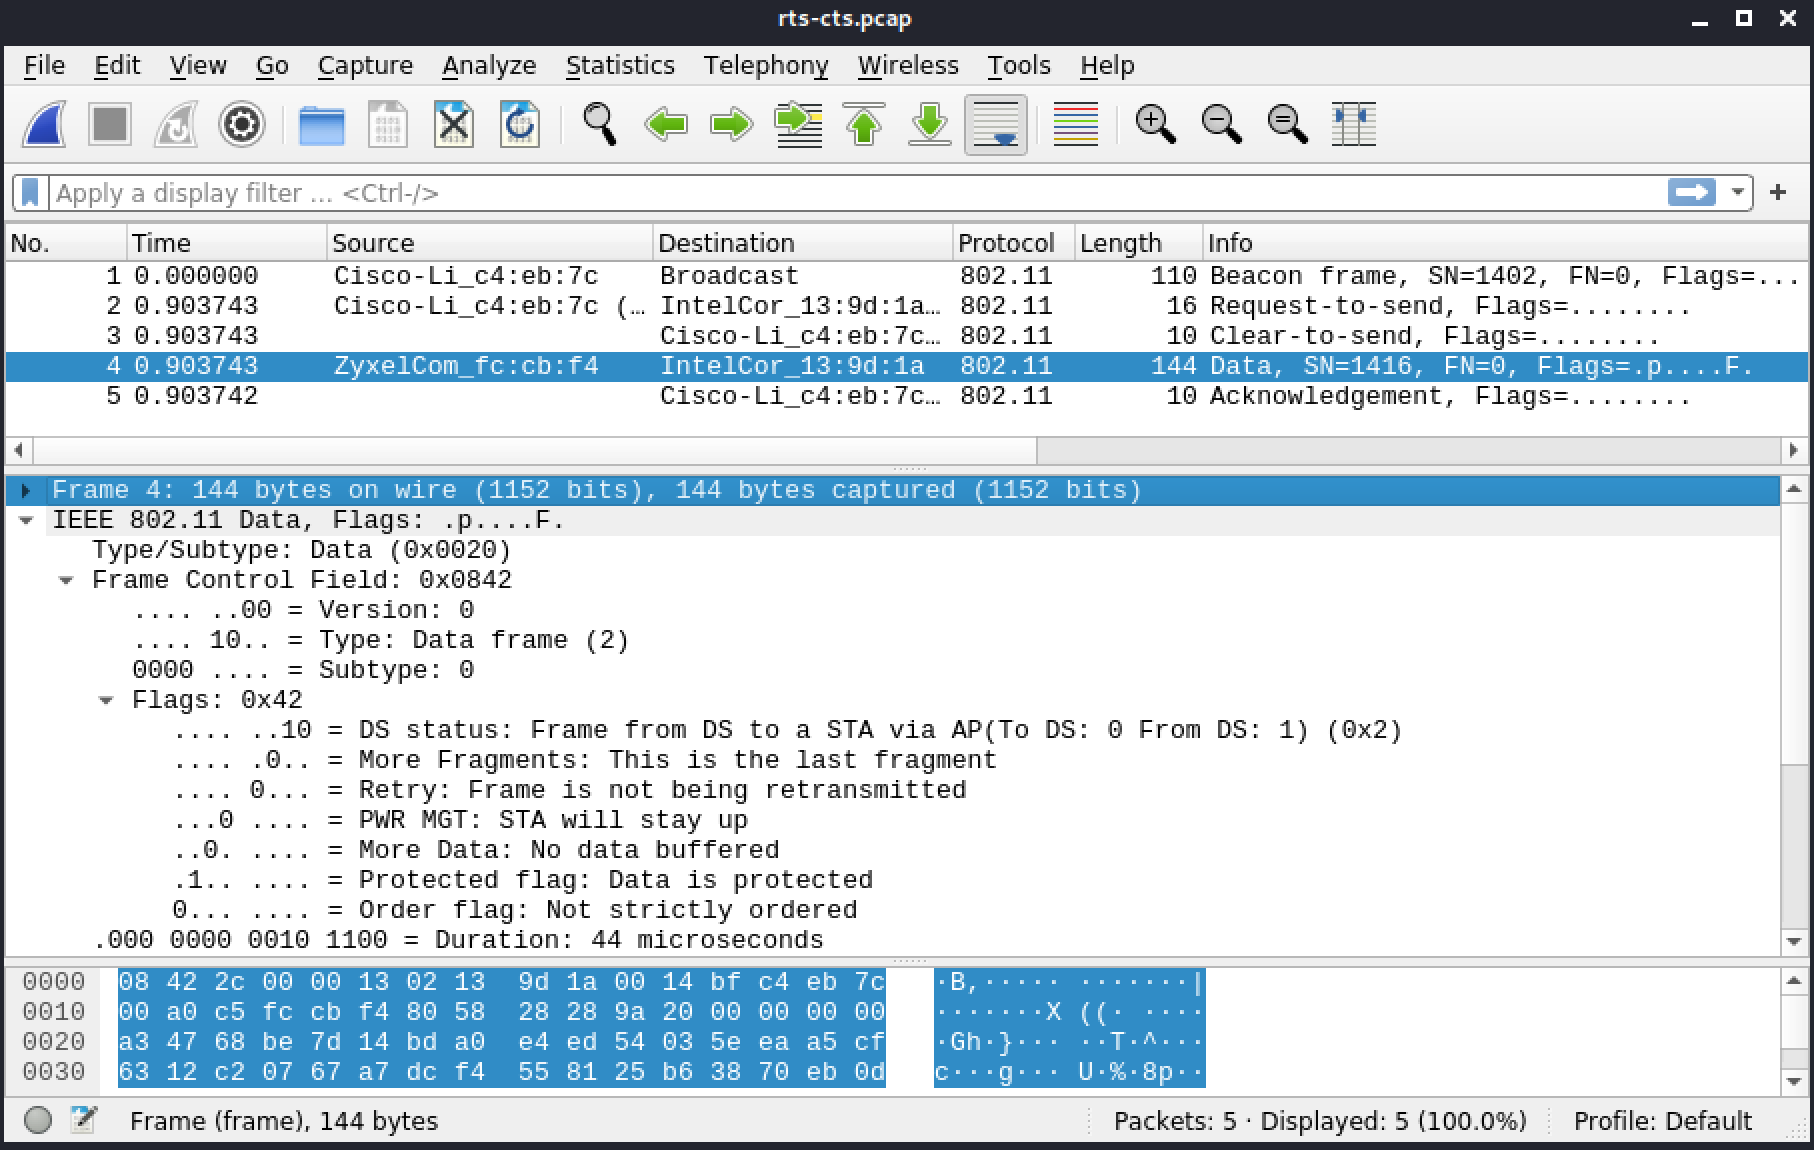 rts-cts.pcap
File Edit View Go Capture Analyze Statistics Telephony Wireless Tools Help
Apply a display filter … <Ctrl-/>
No. Time Source Destination Protocol Length Info
1 0.000000 Cisco-Li_c4:eb:7c Broadcast 802.11 110 Beacon frame, SN=1402, FN=0, Flags=...
2 0.903743 Cisco-Li_c4:eb:7c (… IntelCor_13:9d:1a… 802.11 16 Request-to-send, Flags=........
3 0.903743 Cisco-Li_c4:eb:7c… 802.11 10 Clear-to-send, Flags=........
4 0.903743 ZyxelCom_fc:cb:f4 IntelCor_13:9d:1a 802.11 144 Data, SN=1416, FN=0, Flags=.p....F.
5 0.903742 Cisco-Li_c4:eb:7c… 802.11 10 Acknowledgement, Flags=........
Frame 4: 144 bytes on wire (1152 bits), 144 bytes captured (1152 bits)
IEEE 802.11 Data, Flags: .p....F.
Type/Subtype: Data (0x0020)
Frame Control Field: 0x0842
.... ..00 = Version: 0
.... 10.. = Type: Data frame (2)
0000 .... = Subtype: 0
Flags: 0x42
.... ..10 = DS status: Frame from DS to a STA via AP(To DS: 0 From DS: 1) (0x2)
.... .0.. = More Fragments: This is the last fragment
.... 0... = Retry: Frame is not being retransmitted
...0 .... = PWR MGT: STA will stay up
..0. .... = More Data: No data buffered
.1.. .... = Protected flag: Data is protected
0... .... = Order flag: Not strictly ordered
.000 0000 0010 1100 = Duration: 44 microseconds
0000 08 42 2c 00 00 13 02 13 9d 1a 00 14 bf c4 eb 7c ·B,····· ·······|
0010 00 a0 c5 fc cb f4 80 58 28 28 9a 20 00 00 00 00 ·······X ((· ····
0020 a3 47 68 be 7d 14 bd a0 e4 ed 54 03 5e ea a5 cf ·Gh·}··· ··T·^···
0030 63 12 c2 07 67 a7 dc f4 55 81 25 b6 38 70 eb 0d c···g··· U·%·8p··
Frame (frame), 144 bytes Packets: 5 · Displayed: 5 (100.0%) Profile: Default